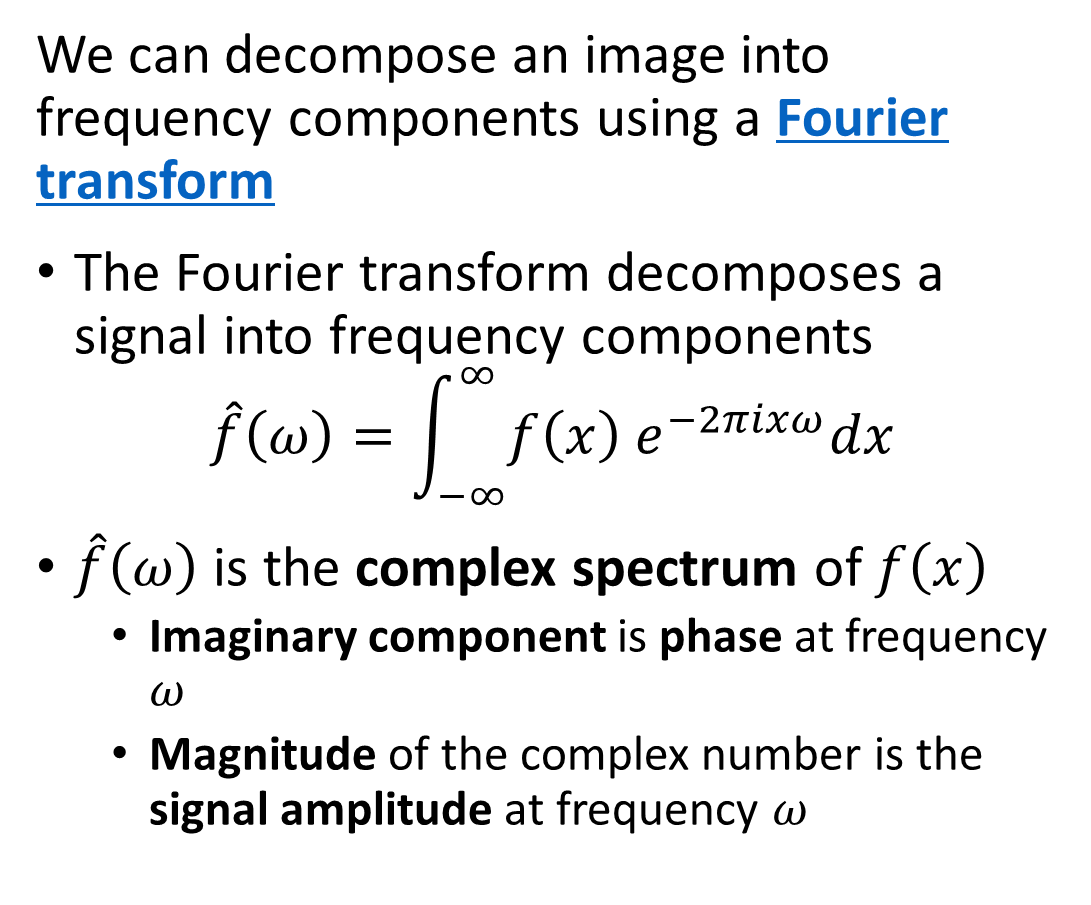 We can decompose an image into
frequency components using a Fourier
transform
• The Fourier transform decomposes a
signal into frequency components
f̂(ω) = ∫_{−∞}^{∞} f(x) e^{−2πixω} dx
• f̂(ω) is the complex spectrum of f(x)
• Imaginary component is phase at frequency
ω
• Magnitude of the complex number is the
signal amplitude at frequency ω